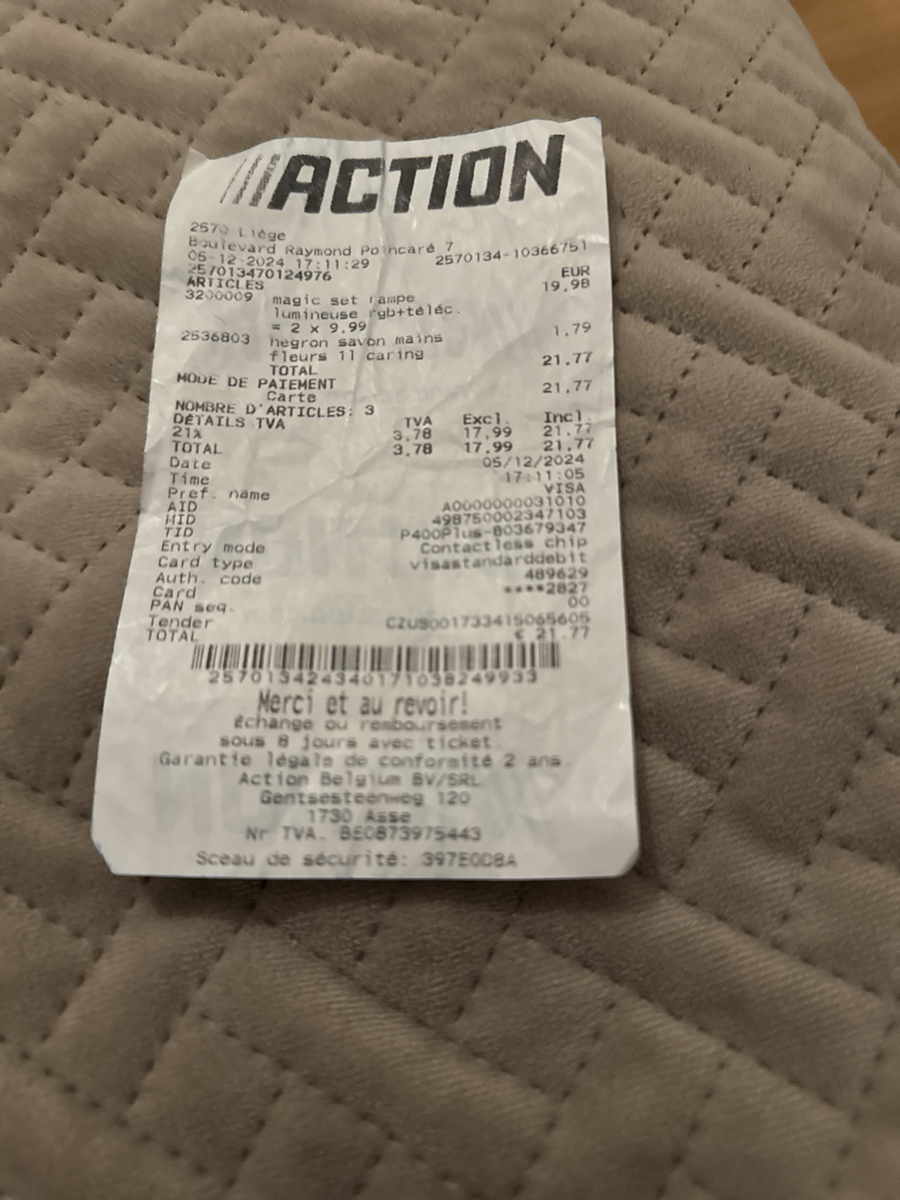 ACTION
2570 Liège
Boulevard Raymond Poincaré 7
05-12-2024 17:11:29 2570134-10366751
257013470124976 EUR
ARTICLES 19,98
3200009 magic set rampe
lumineuse rgb+téléc.
= 2 x 9.99
2536803 negron savon mains 1.79
fleurs 1l caring
TOTAL 21.77
MODE DE PAIEMENT
Carte 21.77
NOMBRE D'ARTICLES: 3
DÉTAILS TVA TVA Excl. Incl.
21% 3.78 17,99 21.77
TOTAL 3,78 17.99 21,77
Date 05/12/2024
Time 17:11:05
Pref. name VISA
AID A0000000031010
MID 498750002347103
TID P400Plus-803679347
Entry mode Contactless chip
Card type visastandarddebit
Auth. code 489629
Card ****2827
PAN seq. 00
Tender CZUS001733415065605
TOTAL € 21.77
257013424340171038249933
Merci et au revoir!
Échange ou remboursement
sous 8 jours avec ticket.
Garantie légale de conformité 2 ans.
Action Belgium BV/SRL
Gentsesteenweg 120
1730 Asse
Nr TVA. BE0873975443
Sceau de sécurité: 397E0D8A